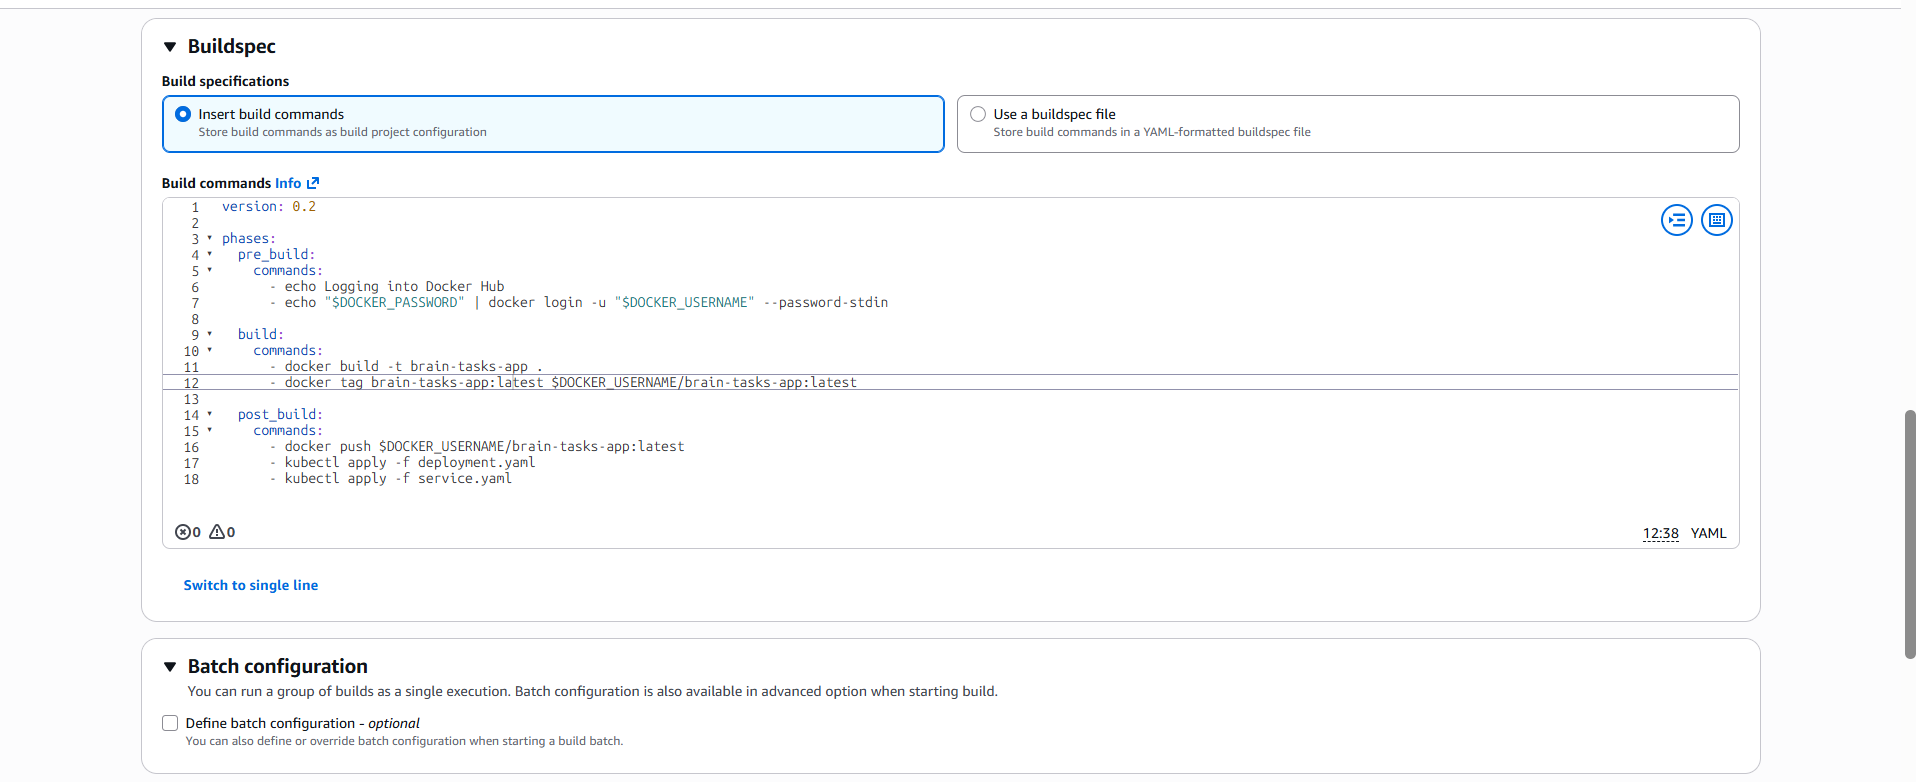 Buildspec
Build specifications
Insert build commands
Store build commands as build project configuration
Use a buildspec file
Store build commands in a YAML-formatted buildspec file
Build commands Info
1 version: 0.2
2
3 phases:
4 pre_build:
5 commands:
6 - echo Logging into Docker Hub
7 - echo "$DOCKER_PASSWORD" | docker login -u "$DOCKER_USERNAME" --password-stdin
8
9 build:
10 commands:
11 - docker build -t brain-tasks-app .
12 - docker tag brain-tasks-app:latest $DOCKER_USERNAME/brain-tasks-app:latest
13
14 post_build:
15 commands:
16 - docker push $DOCKER_USERNAME/brain-tasks-app:latest
17 - kubectl apply -f deployment.yaml
18 - kubectl apply -f service.yaml
0 0
12:38 YAML
Switch to single line
Batch configuration
You can run a group of builds as a single execution. Batch configuration is also available in advanced option when starting build.
Define batch configuration - optional
You can also define or override batch configuration when starting a build batch.